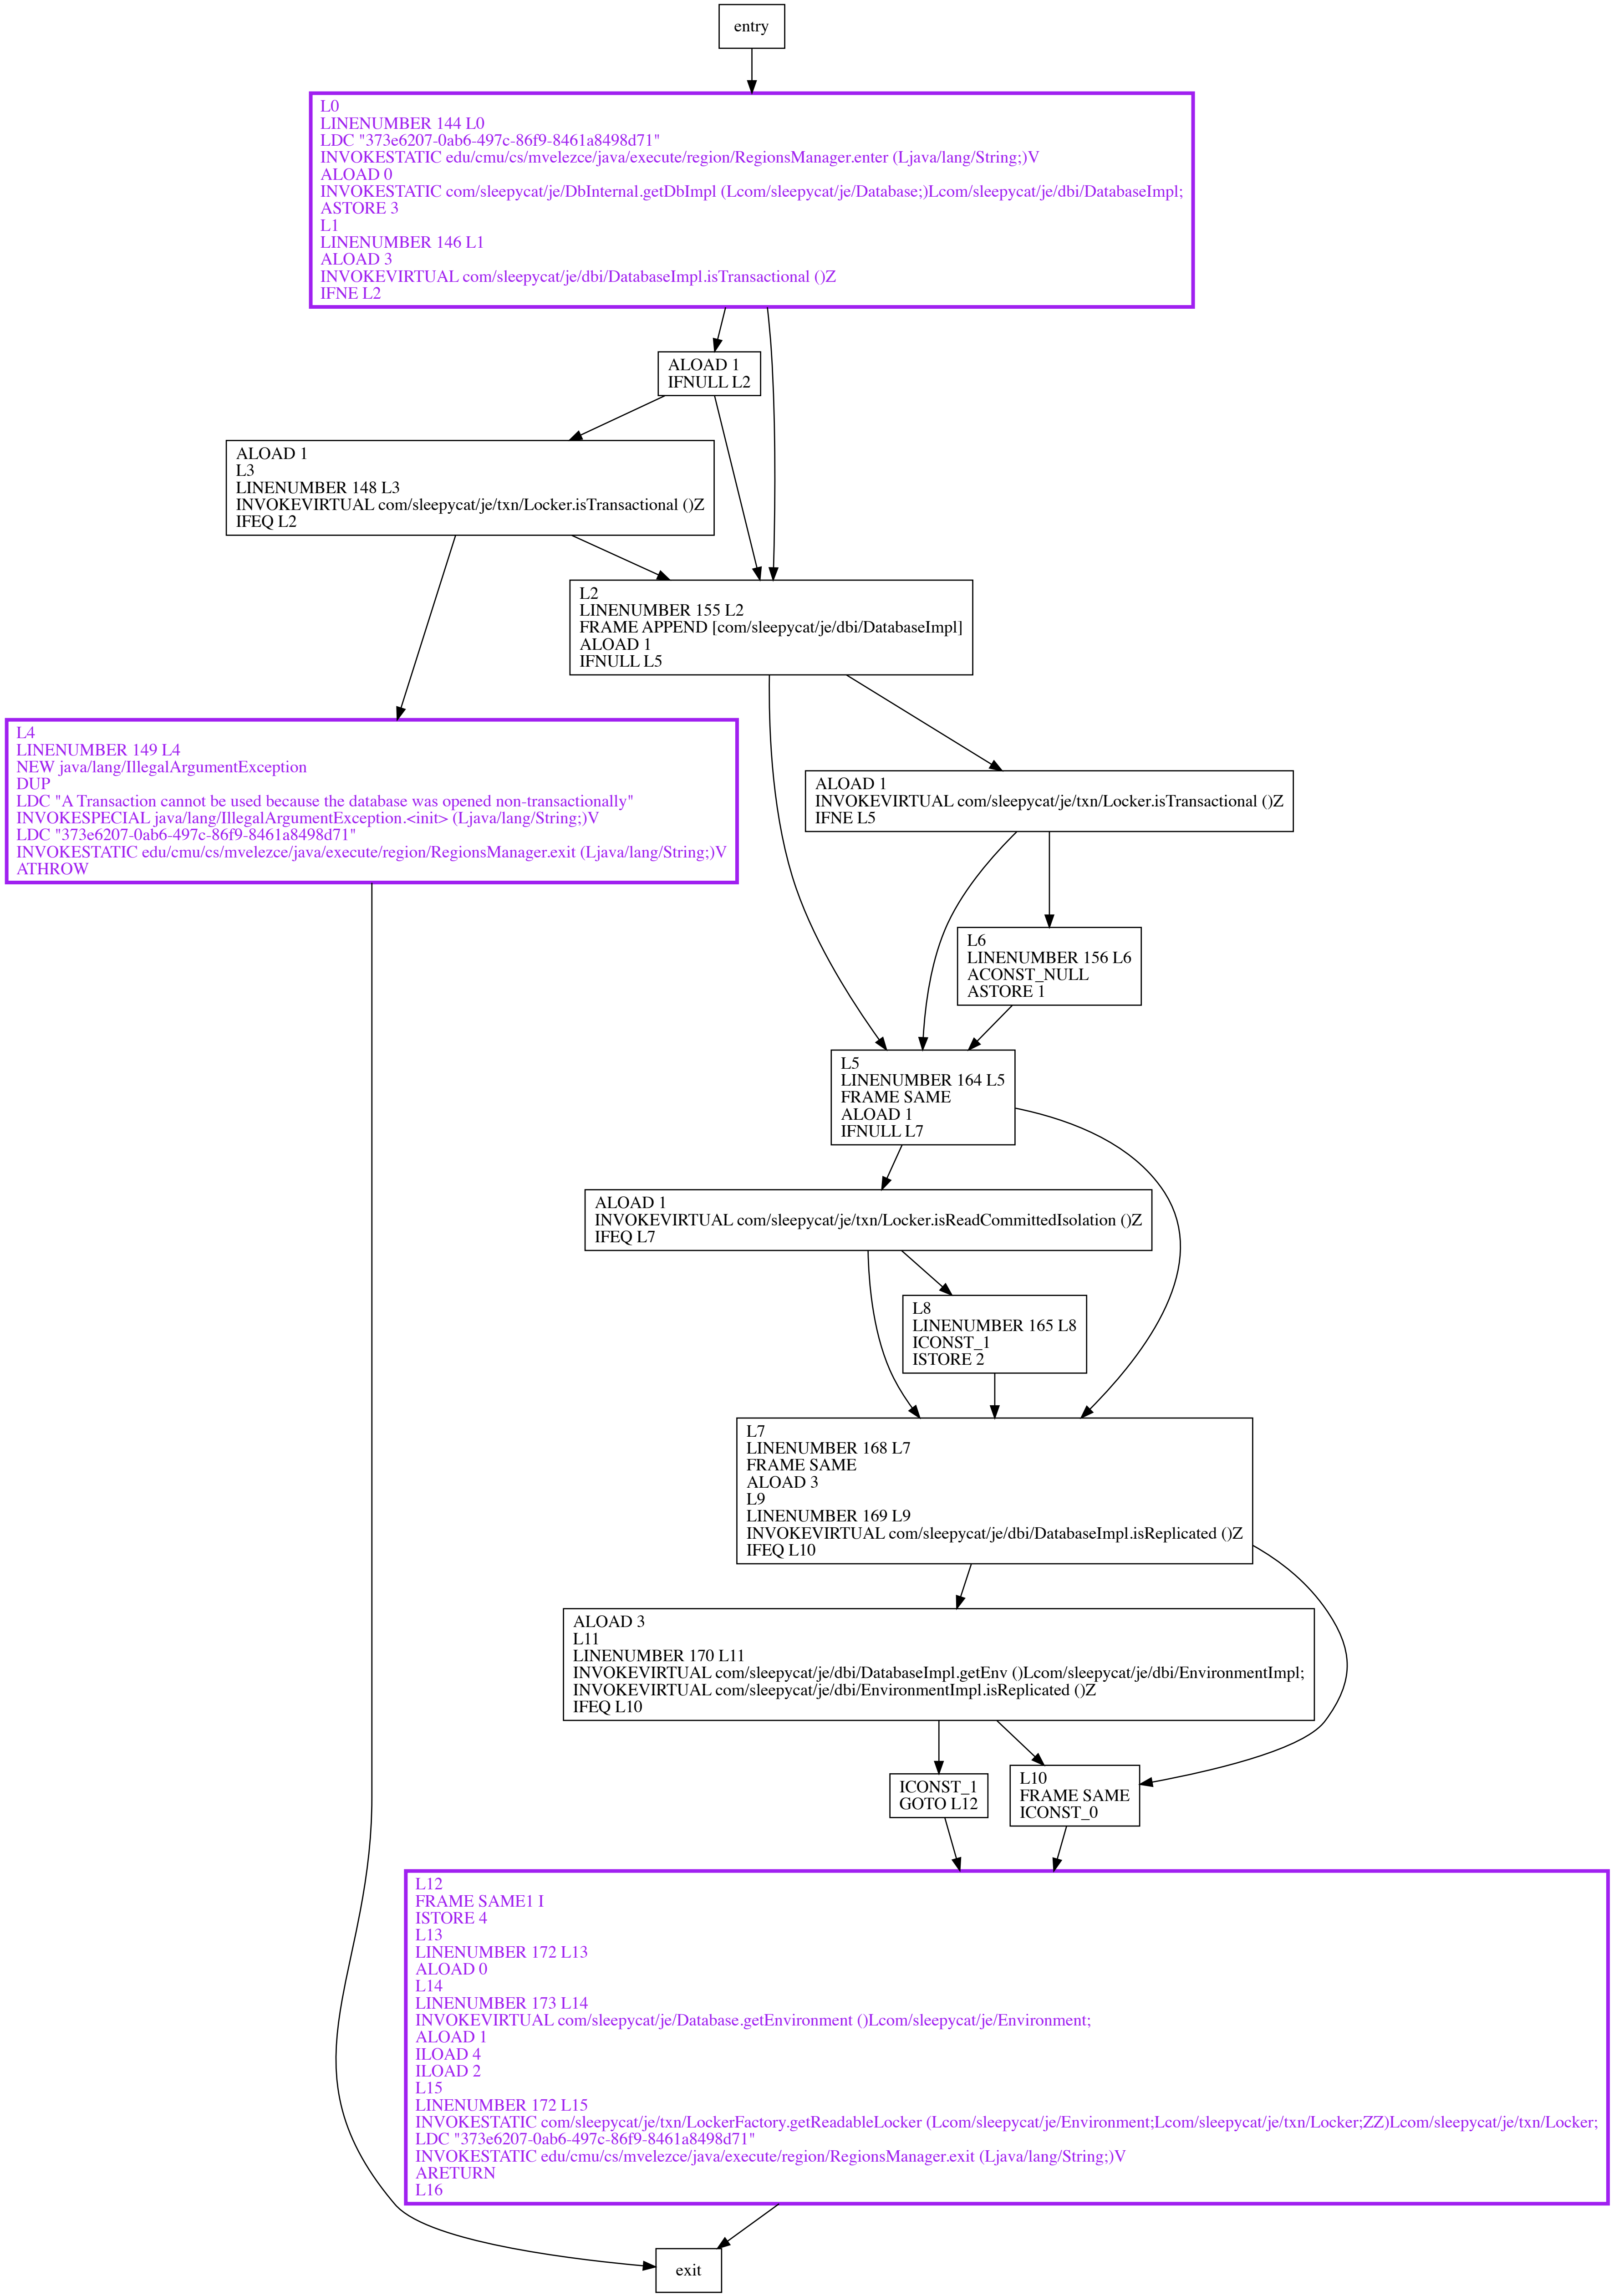 entry
L0
LINENUMBER 144 L0
LDC "373e6207-0ab6-497c-86f9-8461a8498d71"
INVOKESTATIC edu/cmu/cs/mvelezce/java/execute/region/RegionsManager.enter (Ljava/lang/String;)V
ALOAD 0
INVOKESTATIC com/sleepycat/je/DbInternal.getDbImpl (Lcom/sleepycat/je/Database;)Lcom/sleepycat/je/dbi/DatabaseImpl;
ASTORE 3
L1
LINENUMBER 146 L1
ALOAD 3
INVOKEVIRTUAL com/sleepycat/je/dbi/DatabaseImpl.isTransactional ()Z
IFNE L2
ALOAD 1
IFNULL L2
ALOAD 1
L3
LINENUMBER 148 L3
INVOKEVIRTUAL com/sleepycat/je/txn/Locker.isTransactional ()Z
IFEQ L2
L2
LINENUMBER 155 L2
FRAME APPEND [com/sleepycat/je/dbi/DatabaseImpl]
ALOAD 1
IFNULL L5
L4
LINENUMBER 149 L4
NEW java/lang/IllegalArgumentException
DUP
LDC "A Transaction cannot be used because the database was opened non-transactionally"
INVOKESPECIAL java/lang/IllegalArgumentException.<init> (Ljava/lang/String;)V
LDC "373e6207-0ab6-497c-86f9-8461a8498d71"
INVOKESTATIC edu/cmu/cs/mvelezce/java/execute/region/RegionsManager.exit (Ljava/lang/String;)V
ATHROW
ALOAD 1
INVOKEVIRTUAL com/sleepycat/je/txn/Locker.isTransactional ()Z
IFNE L5
L6
LINENUMBER 156 L6
ACONST_NULL
ASTORE 1
L5
LINENUMBER 164 L5
FRAME SAME
ALOAD 1
IFNULL L7
ALOAD 1
INVOKEVIRTUAL com/sleepycat/je/txn/Locker.isReadCommittedIsolation ()Z
IFEQ L7
L8
LINENUMBER 165 L8
ICONST_1
ISTORE 2
L7
LINENUMBER 168 L7
FRAME SAME
ALOAD 3
L9
LINENUMBER 169 L9
INVOKEVIRTUAL com/sleepycat/je/dbi/DatabaseImpl.isReplicated ()Z
IFEQ L10
ALOAD 3
L11
LINENUMBER 170 L11
INVOKEVIRTUAL com/sleepycat/je/dbi/DatabaseImpl.getEnv ()Lcom/sleepycat/je/dbi/EnvironmentImpl;
INVOKEVIRTUAL com/sleepycat/je/dbi/EnvironmentImpl.isReplicated ()Z
IFEQ L10
ICONST_1
GOTO L12
L10
FRAME SAME
ICONST_0
L12
FRAME SAME1 I
ISTORE 4
L13
LINENUMBER 172 L13
ALOAD 0
L14
LINENUMBER 173 L14
INVOKEVIRTUAL com/sleepycat/je/Database.getEnvironment ()Lcom/sleepycat/je/Environment;
ALOAD 1
ILOAD 4
ILOAD 2
L15
LINENUMBER 172 L15
INVOKESTATIC com/sleepycat/je/txn/LockerFactory.getReadableLocker (Lcom/sleepycat/je/Environment;Lcom/sleepycat/je/txn/Locker;ZZ)Lcom/sleepycat/je/txn/Locker;
LDC "373e6207-0ab6-497c-86f9-8461a8498d71"
INVOKESTATIC edu/cmu/cs/mvelezce/java/execute/region/RegionsManager.exit (Ljava/lang/String;)V
ARETURN
L16
exit